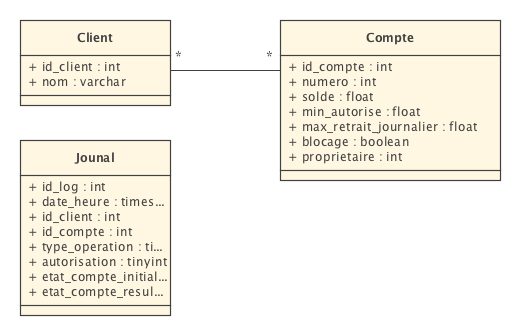 Client
+ id_client : int
+ nom : varchar
*
*
Compte
+ id_compte : int
+ numero : int
+ solde : float
+ min_autorise : float
+ max_retrait_journalier : float
+ blocage : boolean
+ proprietaire : int
Jounal
+ id_log : int
+ date_heure : times...
+ id_client : int
+ id_compte : int
+ type_operation : ti...
+ autorisation : tinyint
+ etat_compte_initial...
+ etat_compte_resul...